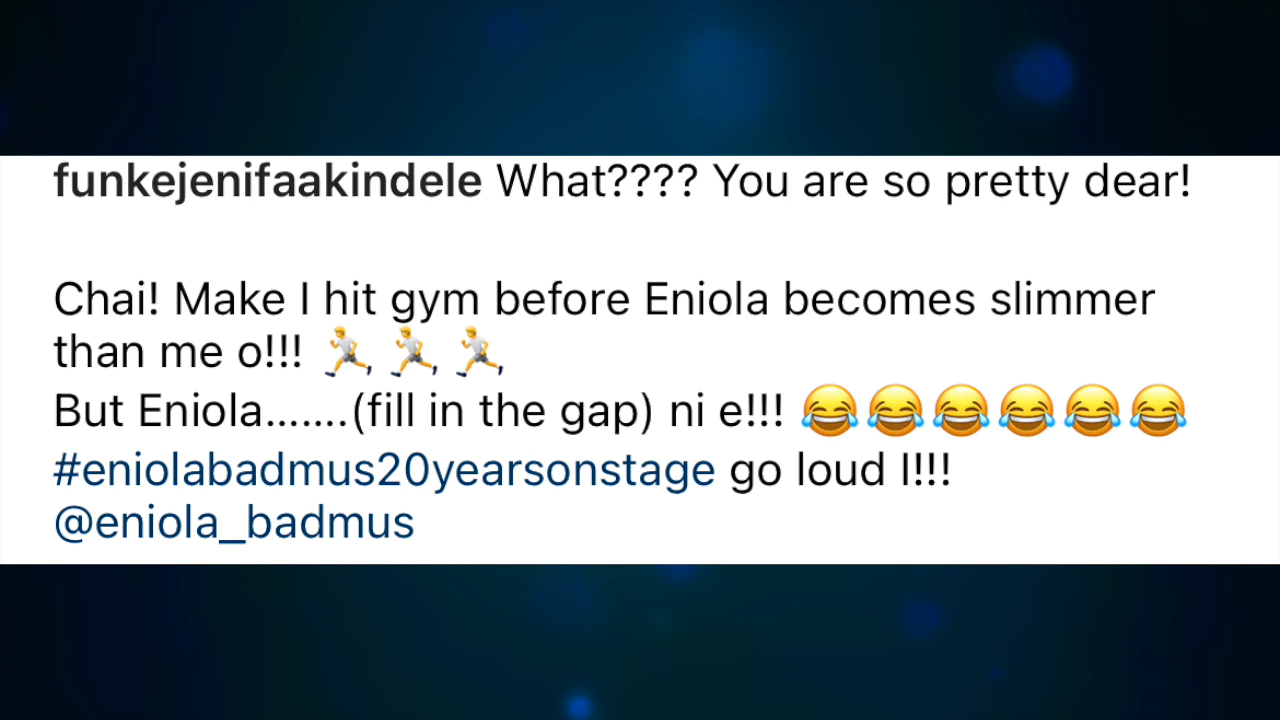 funkejenifaakindele What???? You are so pretty dear!
Chai! Make I hit gym before Eniola becomes slimmer
than me o!!! 🏃🏼🏃🏼🏃🏼
But Eniola.......(fill in the gap) ni e!!! 😂😂😂😂😂😂
#eniolabadmus20yearsonstage go loud l!!!
@eniola_badmus